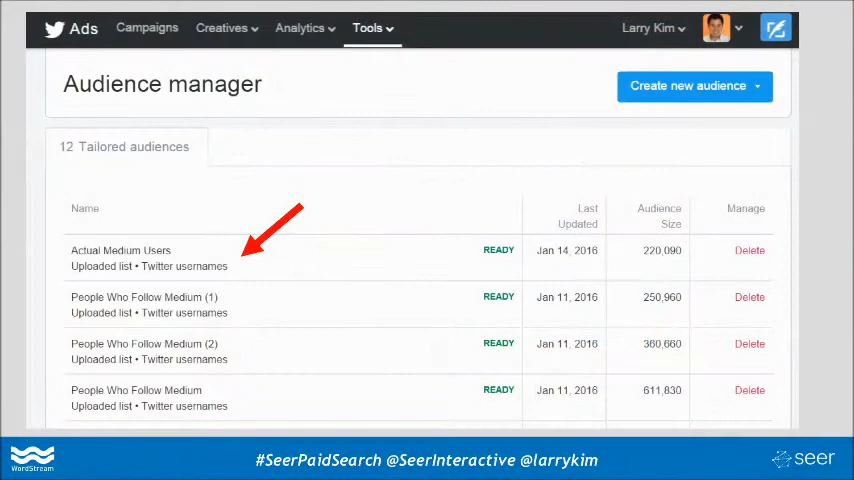 Ads Campaigns Creatives Analytics Tools Larry Kim
Audience manager Create new audience
12 Tailored audiences
Name Last Updated Audience Size Manage
Actual Medium Users READY Jan 14, 2016 220,090 Delete
Uploaded list • Twitter usernames
People Who Follow Medium (1) READY Jan 11, 2016 250,960 Delete
Uploaded list • Twitter usernames
People Who Follow Medium (2) READY Jan 11, 2016 360,660 Delete
Uploaded list • Twitter usernames
People Who Follow Medium READY Jan 11, 2016 611,830 Delete
Uploaded list • Twitter usernames
WordStream #SeerPaidSearch @SeerInteractive @larrykim seer